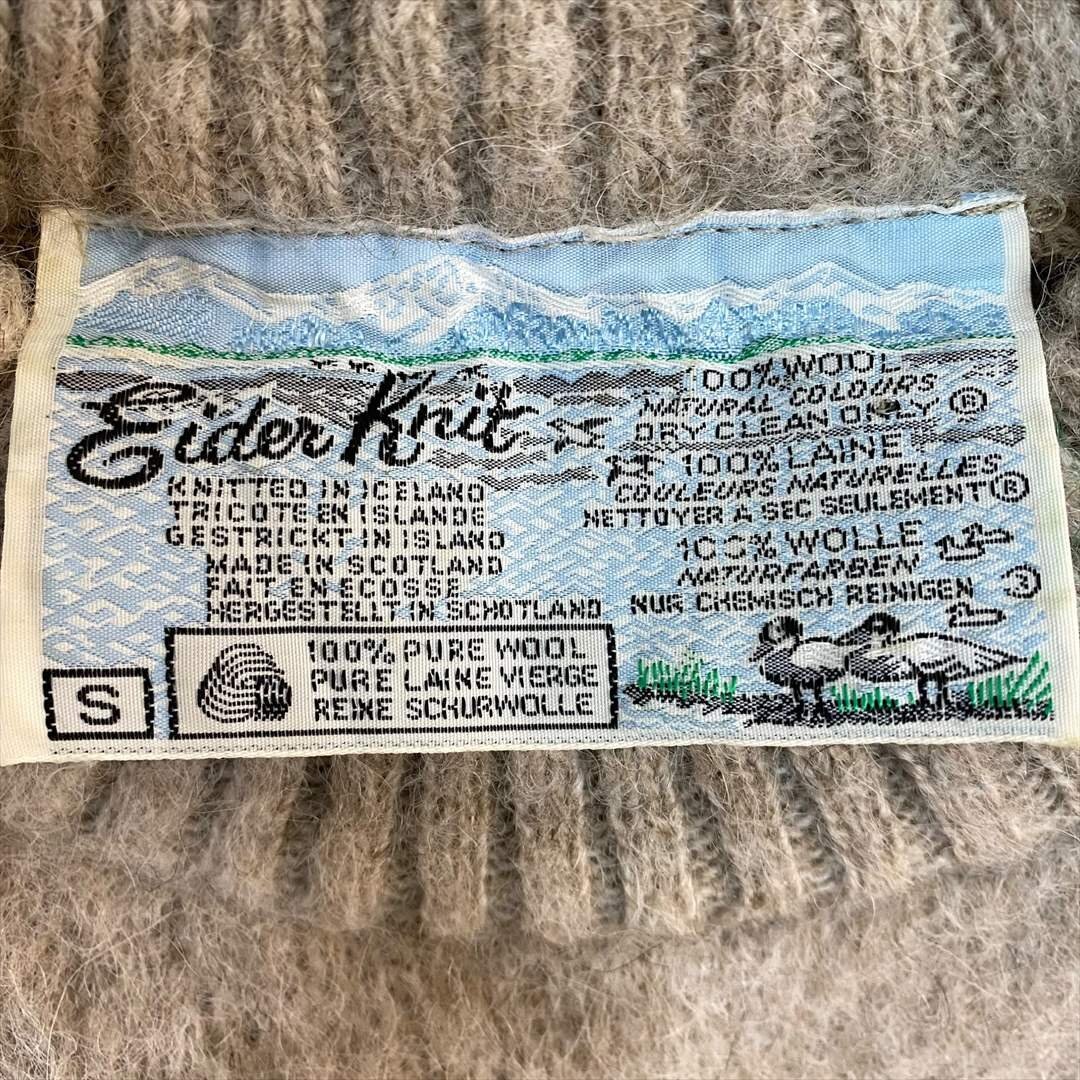 Eider Knit
KNITTED IN ICELAND
TRICOTE EN ISLANDE
GESTRICKT IN ISLAND
MADE IN SCOTLAND
FAIT EN ECOSSE
HERGESTELLT IN SCHOTLAND
100% WOOL
NATURAL COLOURS
DRY CLEAN ONLY Ⓡ
100% LAINE
COULEURS NATURELLES
NETTOYER A SEC SEULEMENT Ⓡ
100% WOLLE
NATURFARBEN
NUR CHEMISCH REINIGEN Ⓡ
S
100% PURE WOOL
PURE LAINE VIERGE
REINE SCHURWOLLE